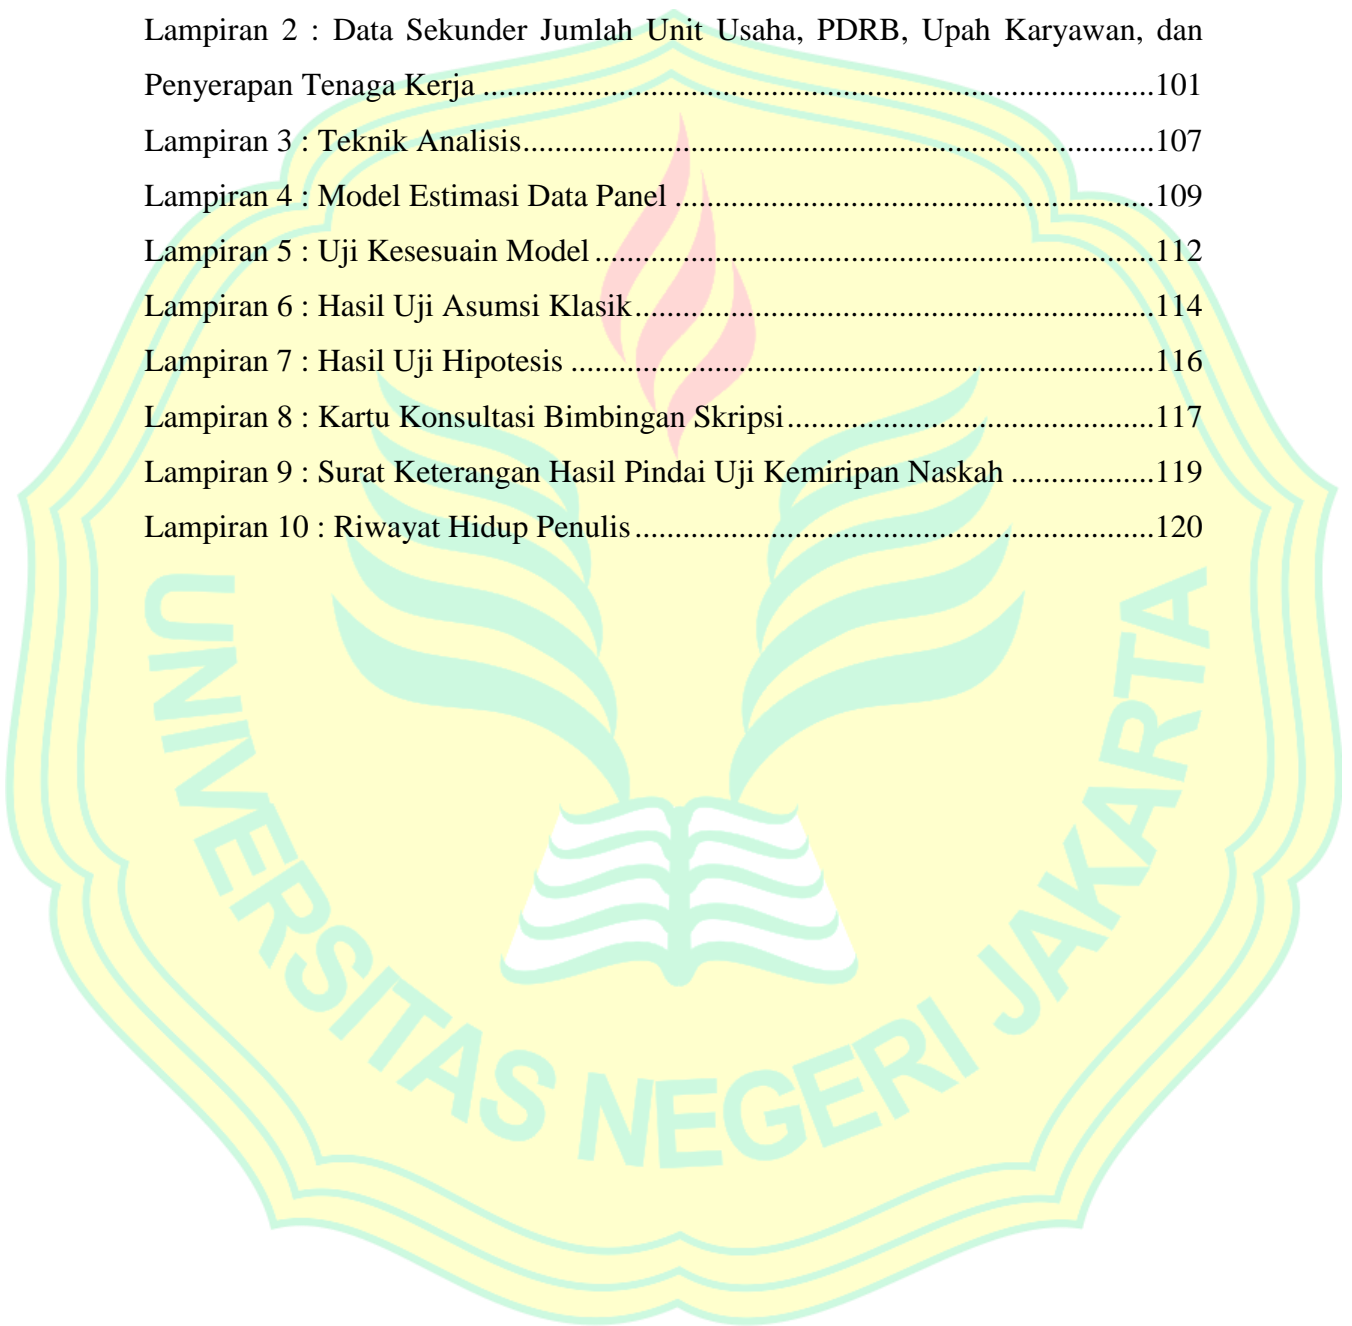 Lampiran 2 : Data Sekunder Jumlah Unit Usaha, PDRB, Upah Karyawan, dan
Penyerapan Tenaga Kerja ....................................................................................101
Lampiran 3 : Teknik Analisis...............................................................................107
Lampiran 4 : Model Estimasi Data Panel ............................................................109
Lampiran 5 : Uji Kesesuain Model ......................................................................112
Lampiran 6 : Hasil Uji Asumsi Klasik.................................................................114
Lampiran 7 : Hasil Uji Hipotesis .........................................................................116
Lampiran 8 : Kartu Konsultasi Bimbingan Skripsi..............................................117
Lampiran 9 : Surat Keterangan Hasil Pindai Uji Kemiripan Naskah ..................119
Lampiran 10 : Riwayat Hidup Penulis.................................................................120
UNIVERSITAS NEGERI JAKARTA